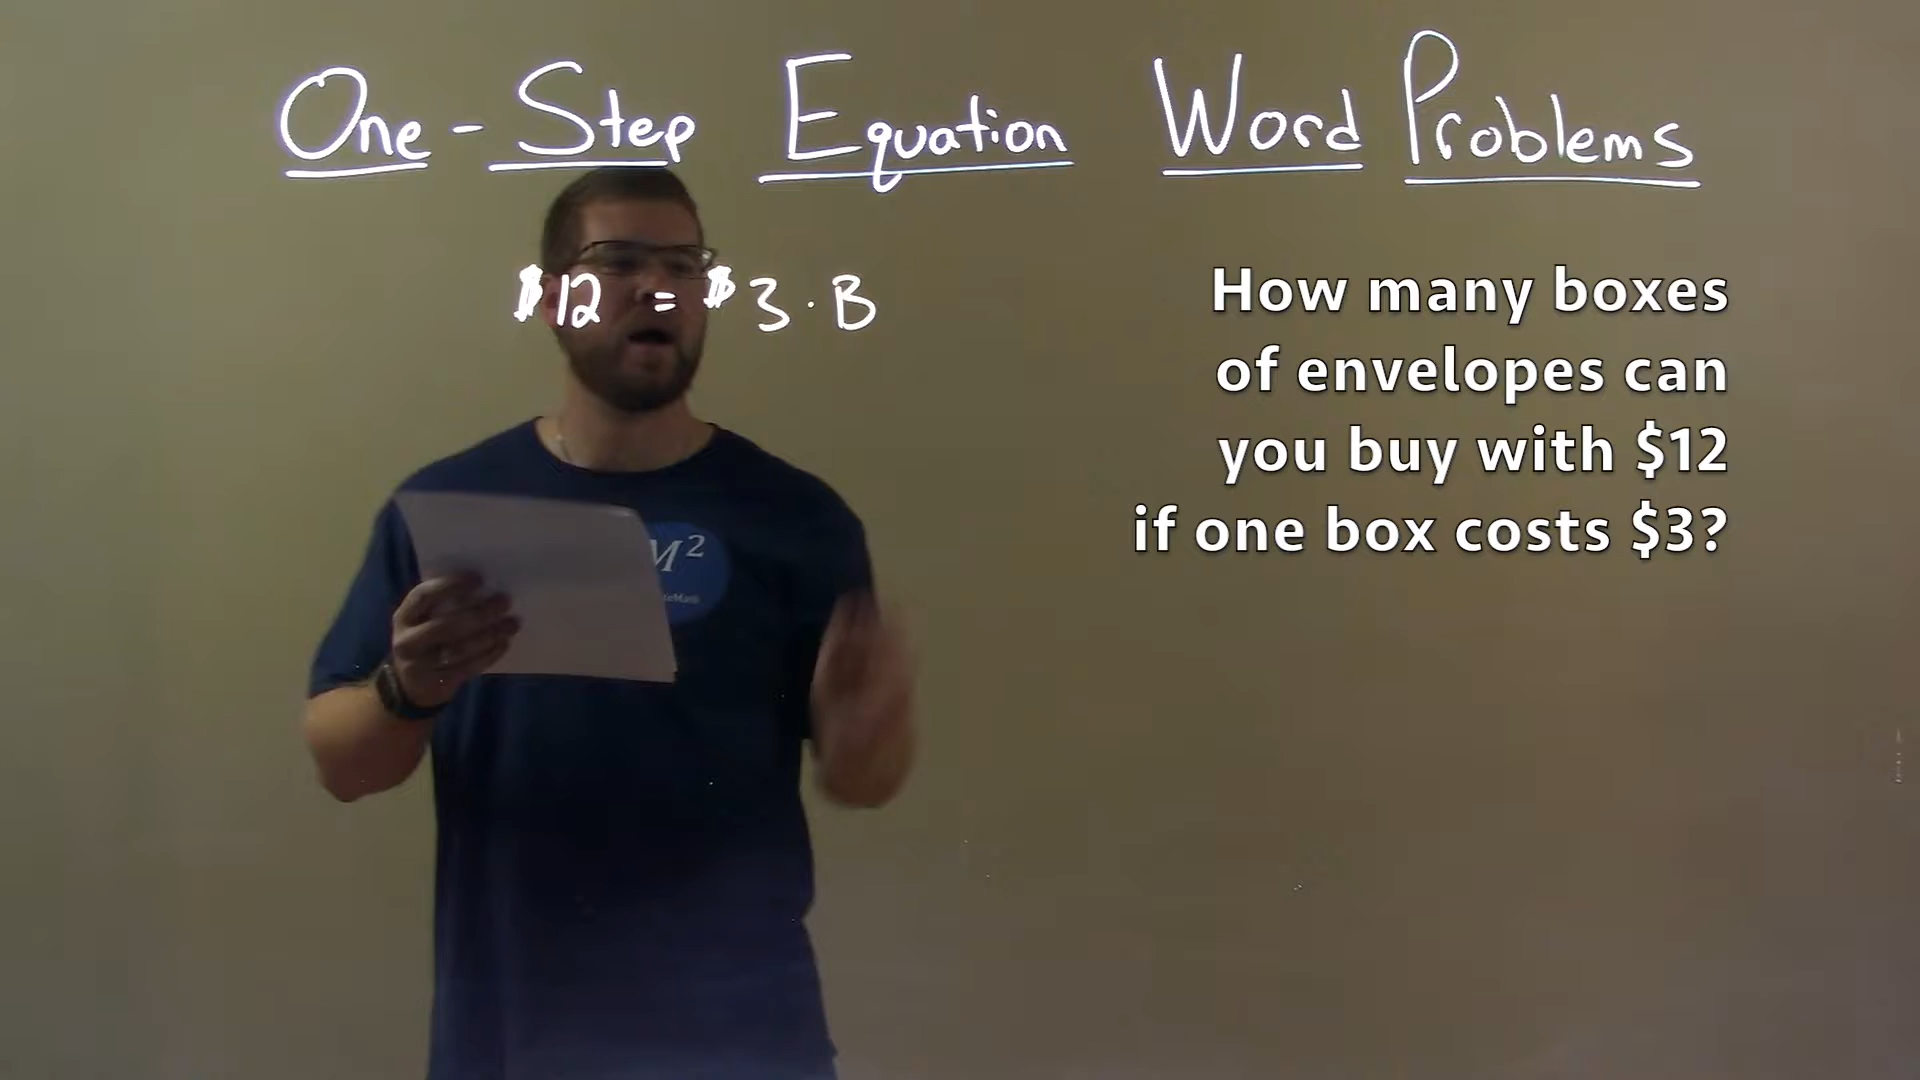 One-Step Equation Word Problems
$12 = $3 · B
How many boxes
of envelopes can
you buy with $12
if one box costs $3?
M²